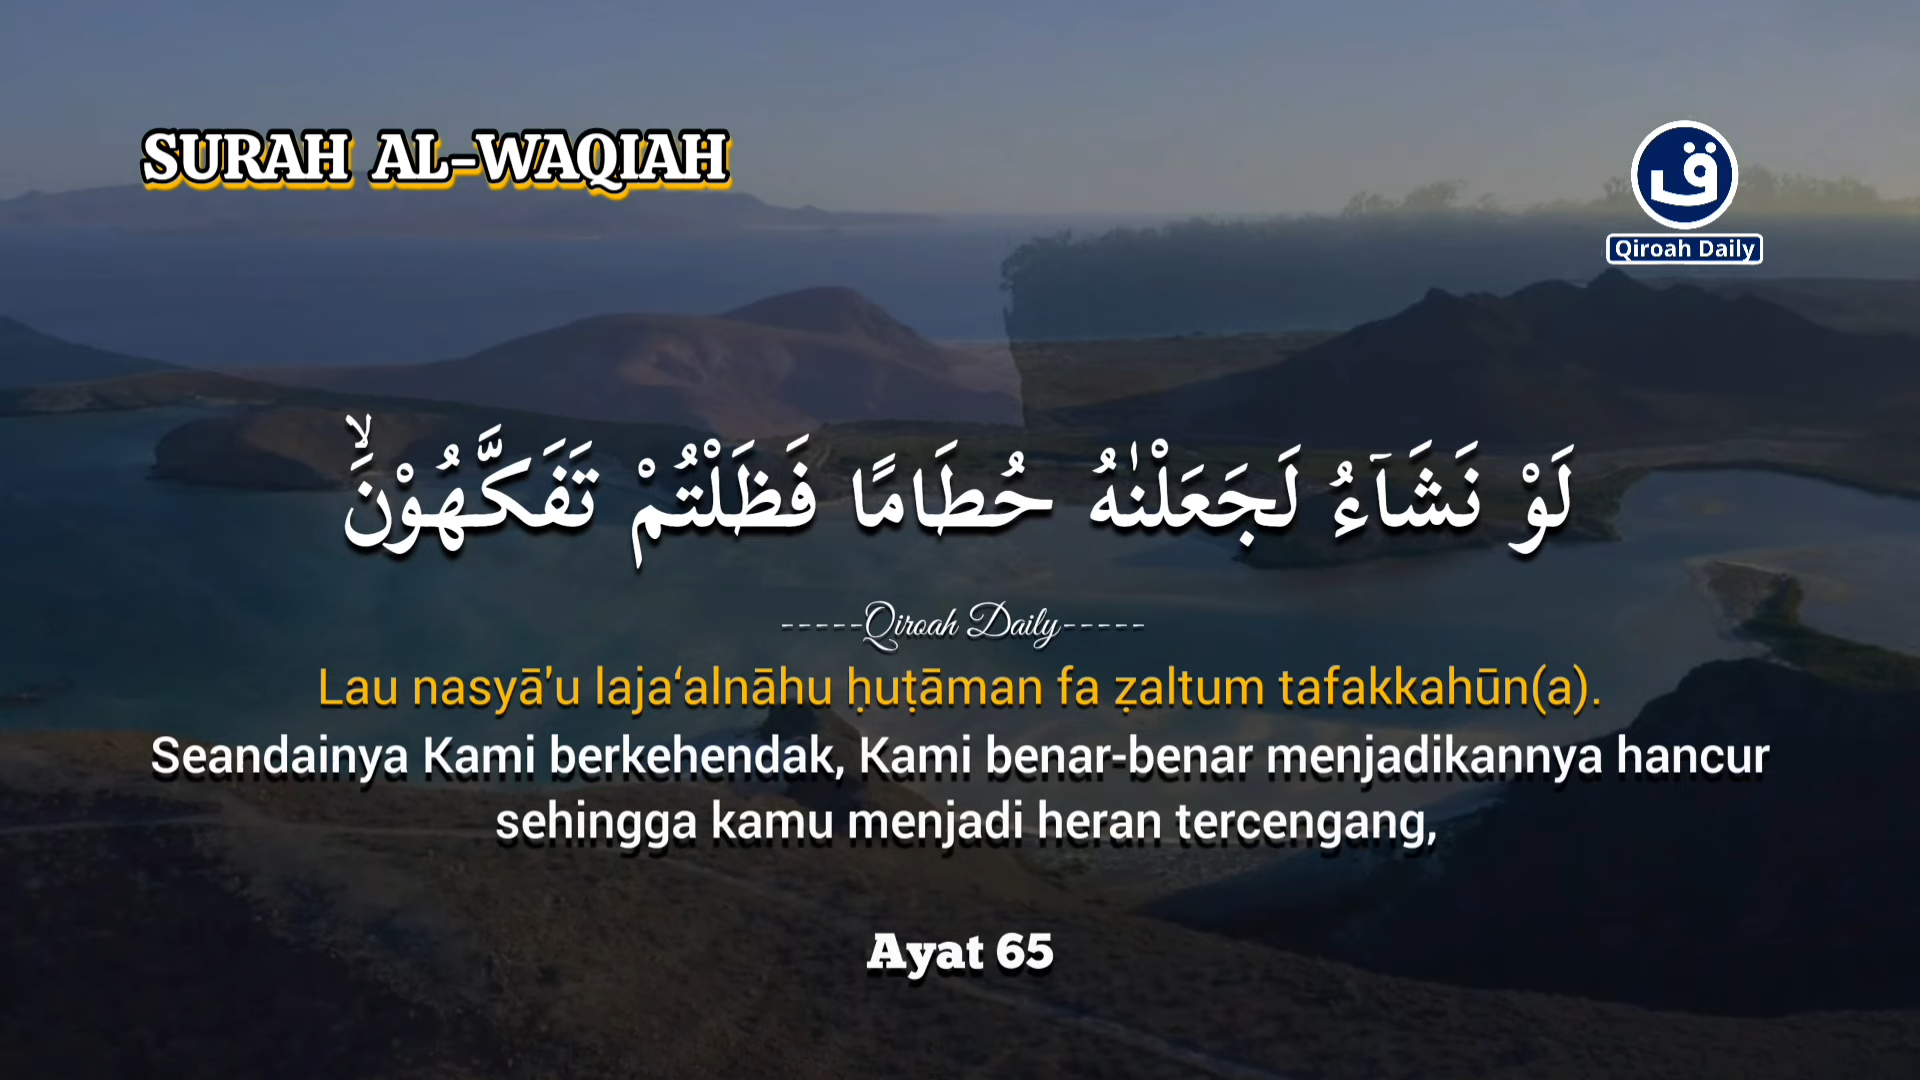 SURAH AL-WAQIAH
ق
Qiroah Daily
لَوْ نَشَاۤءُ لَجَعَلْنٰهُ حُطَامًا فَظَلْتُمْ تَفَكَّهُوْنَۙ
-----Qiroah Daily-----
Lau nasyā'u laja‘alnāhu ḥuṭāman fa ẓaltum tafakkahūn(a).
Seandainya Kami berkehendak, Kami benar-benar menjadikannya hancur
sehingga kamu menjadi heran tercengang,
Ayat 65